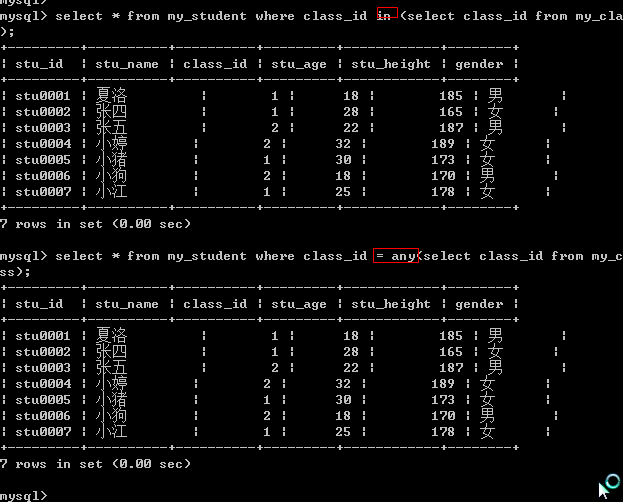 mysql>
mysql> select * from my_student where class_id in (select class_id from my_cla
);
+---------+----------+----------+---------+------------+--------+
| stu_id  | stu_name | class_id | stu_age | stu_height | gender |
+---------+----------+----------+---------+------------+--------+
| stu0001 | 夏洛 | 1 | 18 | 185 | 男 |
| stu0002 | 张四 | 1 | 28 | 165 | 女 |
| stu0003 | 张五 | 2 | 22 | 187 | 男 |
| stu0004 | 小婷 | 2 | 32 | 189 | 女 |
| stu0005 | 小猪 | 1 | 30 | 173 | 女 |
| stu0006 | 小狗 | 2 | 18 | 170 | 男 |
| stu0007 | 小江 | 1 | 25 | 178 | 女 |
+---------+----------+----------+---------+------------+--------+
7 rows in set (0.00 sec)
mysql> select * from my_student where class_id = any(select class_id from my_c
ss);
+---------+----------+----------+---------+------------+--------+
| stu_id  | stu_name | class_id | stu_age | stu_height | gender |
+---------+----------+----------+---------+------------+--------+
| stu0001 | 夏洛 | 1 | 18 | 185 | 男 |
| stu0002 | 张四 | 1 | 28 | 165 | 女 |
| stu0003 | 张五 | 2 | 22 | 187 | 男 |
| stu0004 | 小婷 | 2 | 32 | 189 | 女 |
| stu0005 | 小猪 | 1 | 30 | 173 | 女 |
| stu0006 | 小狗 | 2 | 18 | 170 | 男 |
| stu0007 | 小江 | 1 | 25 | 178 | 女 |
+---------+----------+----------+---------+------------+--------+
7 rows in set (0.00 sec)
mysql>